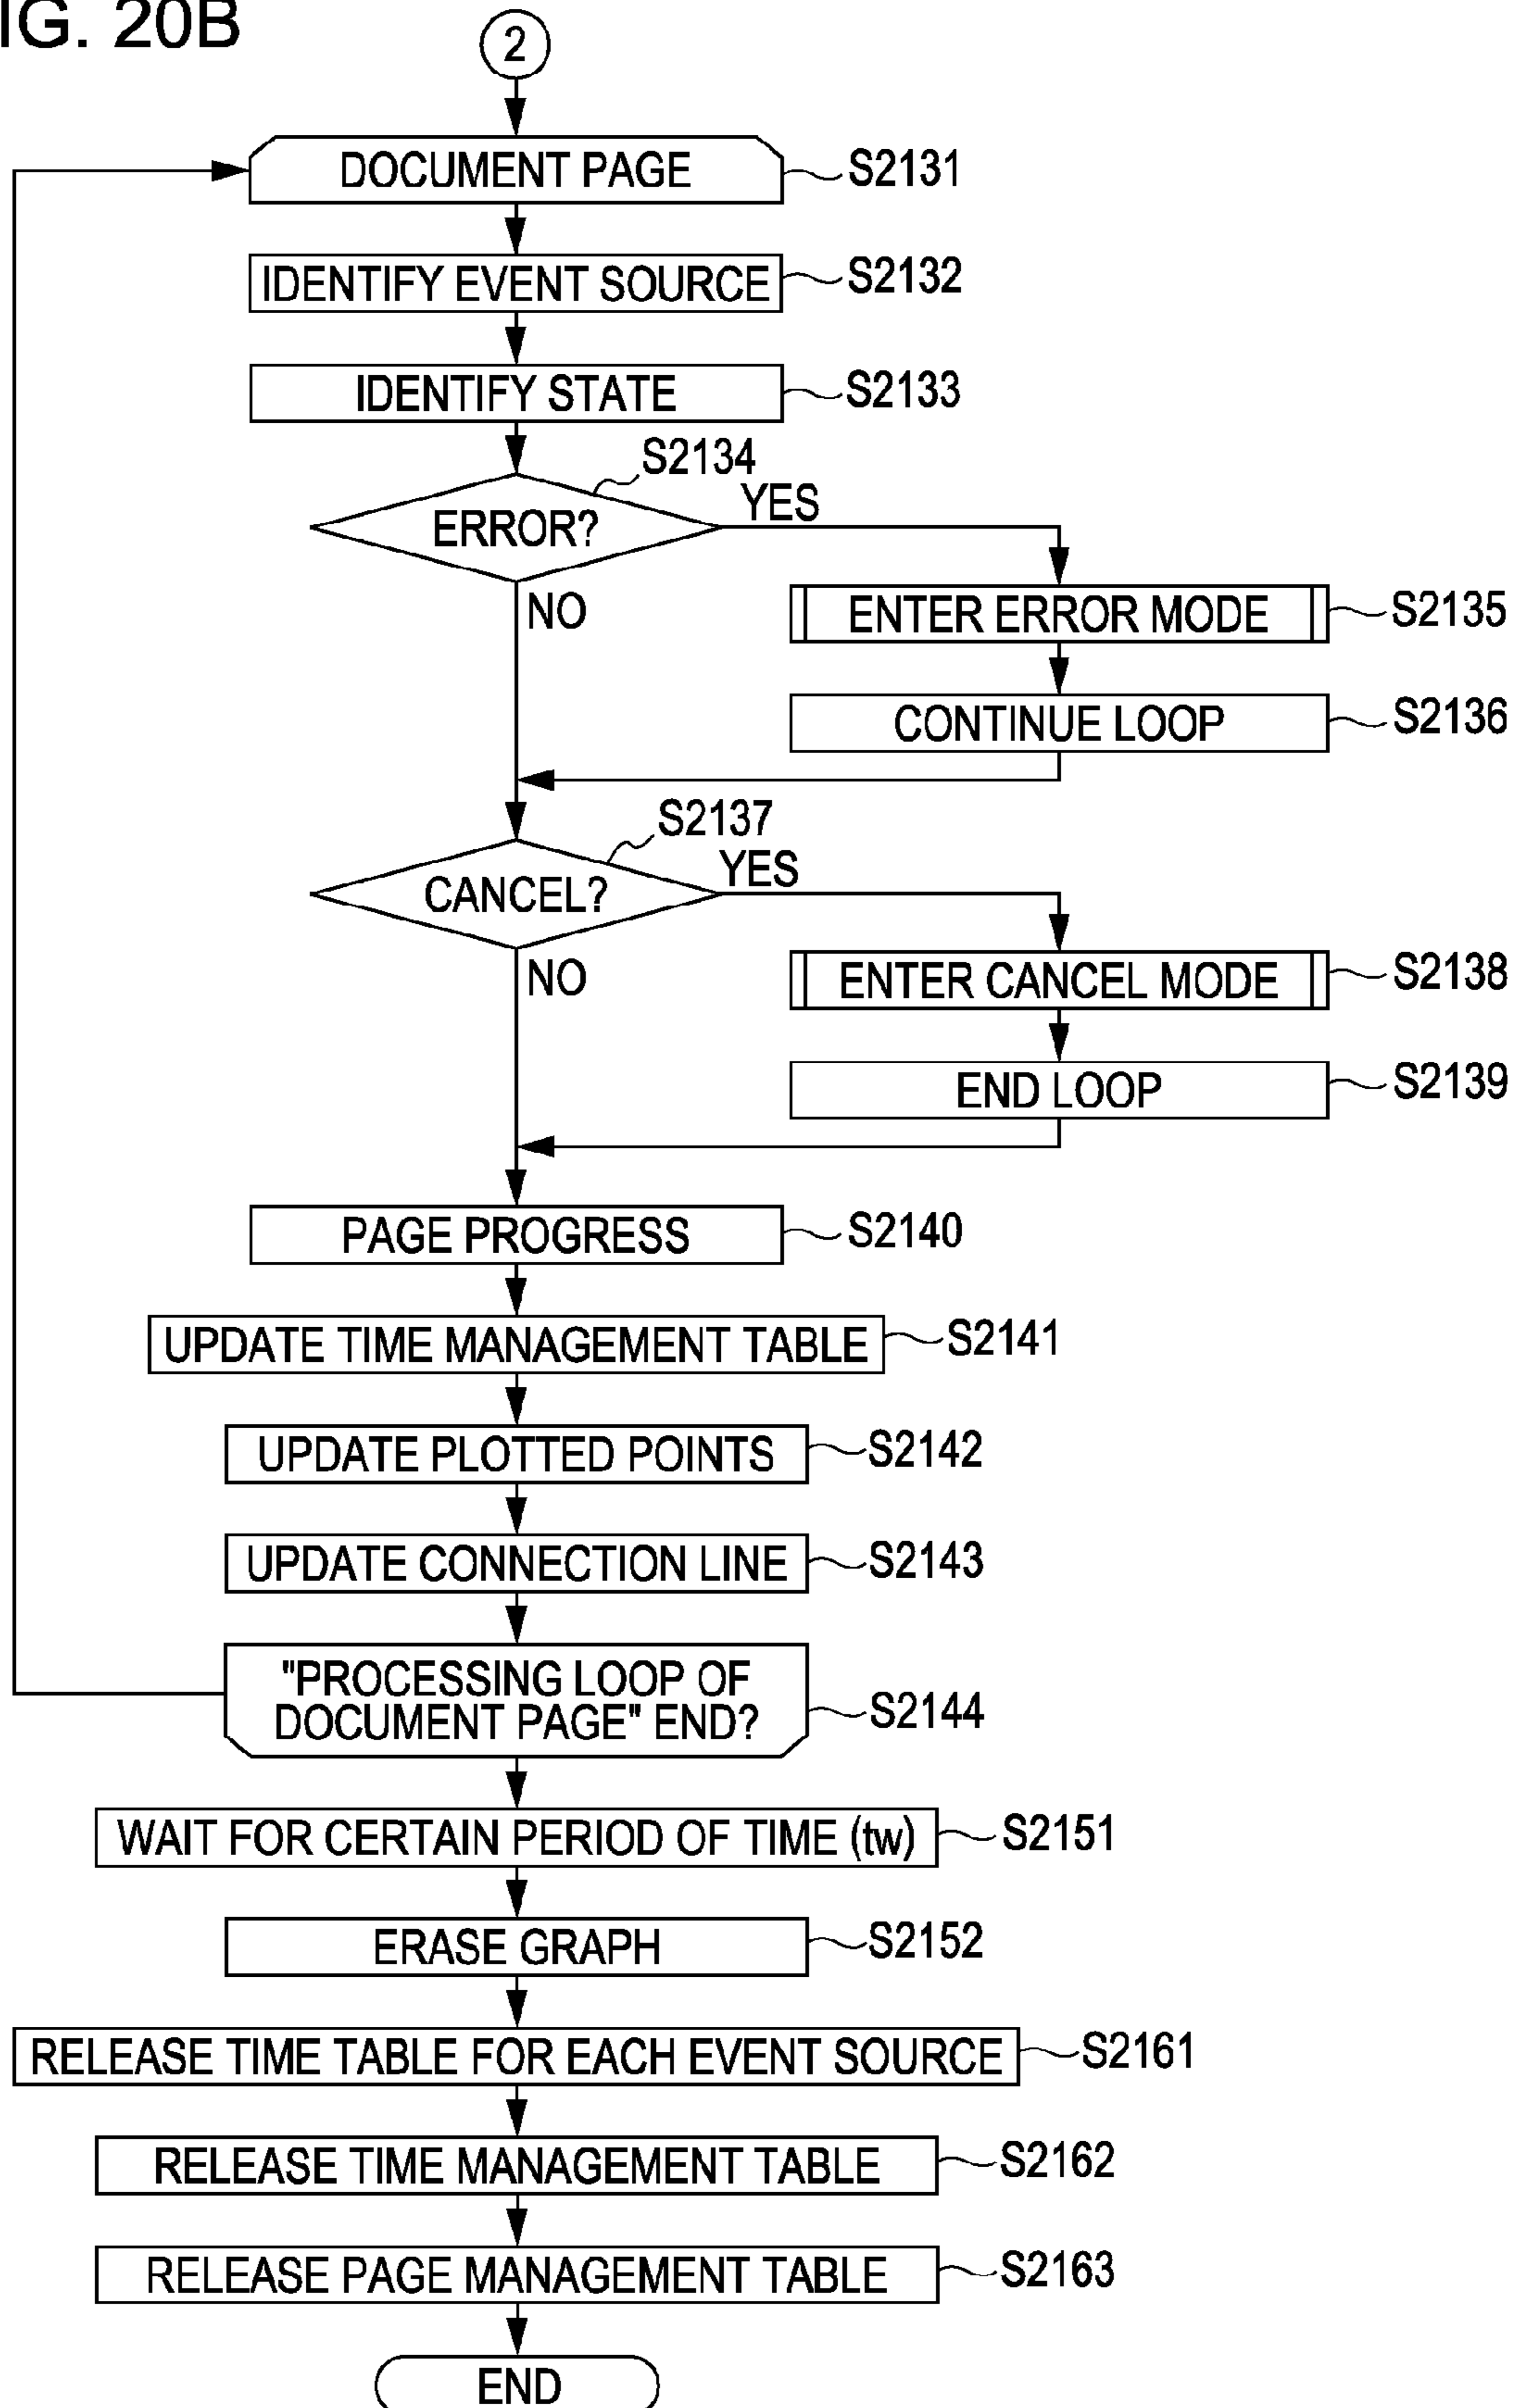 IG. 20B
2
DOCUMENT PAGE
S2131
IDENTIFY EVENT SOURCE
S2132
IDENTIFY STATE
S2133
S2134
ERROR?
YES
NO
ENTER ERROR MODE
S2135
CONTINUE LOOP
S2136
S2137
CANCEL?
YES
NO
ENTER CANCEL MODE
S2138
END LOOP
S2139
PAGE PROGRESS
S2140
UPDATE TIME MANAGEMENT TABLE
S2141
UPDATE PLOTTED POINTS
S2142
UPDATE CONNECTION LINE
S2143
"PROCESSING LOOP OF
DOCUMENT PAGE" END?
S2144
WAIT FOR CERTAIN PERIOD OF TIME (tw)
S2151
ERASE GRAPH
S2152
RELEASE TIME TABLE FOR EACH EVENT SOURCE
S2161
RELEASE TIME MANAGEMENT TABLE
S2162
RELEASE PAGE MANAGEMENT TABLE
S2163
END